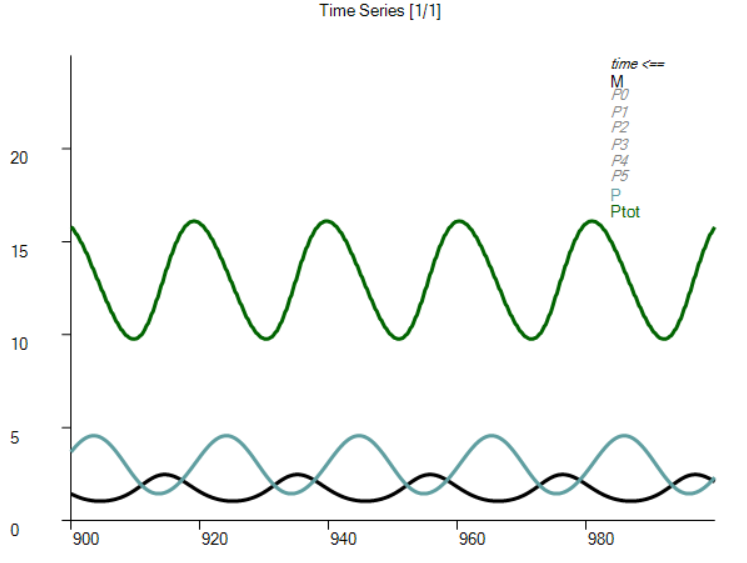 Time Series [1/1]
time <==
M
P0
P1
P2
P3
P4
P5
P
Ptot
20
15
10
5
0
900 920 940 960 980